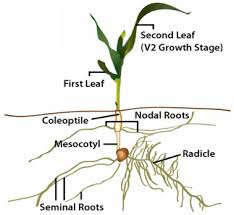 Second Leaf
(V2 Growth Stage)
First Leaf
Coleoptile
Nodal Roots
Mesocotyl
Radicle
Seminal Roots